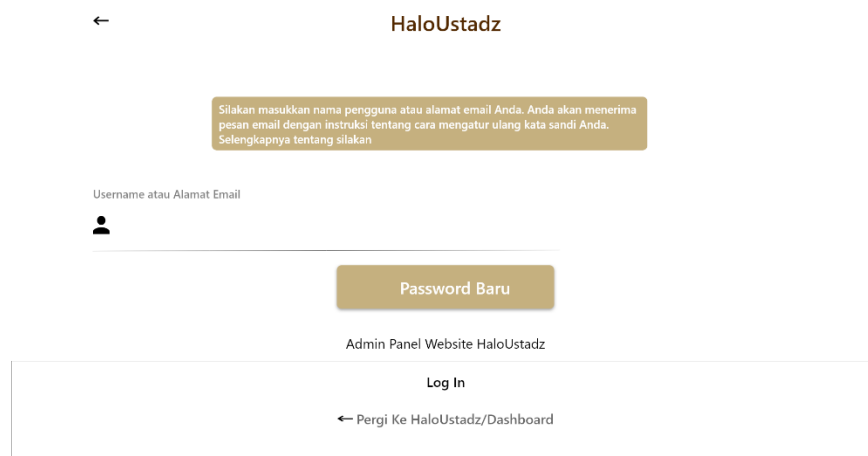 HaloUstadz
Silakan masukkan nama pengguna atau alamat email Anda. Anda akan menerima
pesan email dengan instruksi tentang cara mengatur ulang kata sandi Anda.
Selengkapnya tentang silakan
Username atau Alamat Email
Password Baru
Admin Panel Website HaloUstadz
Log In
Pergi Ke HaloUstadz/Dashboard